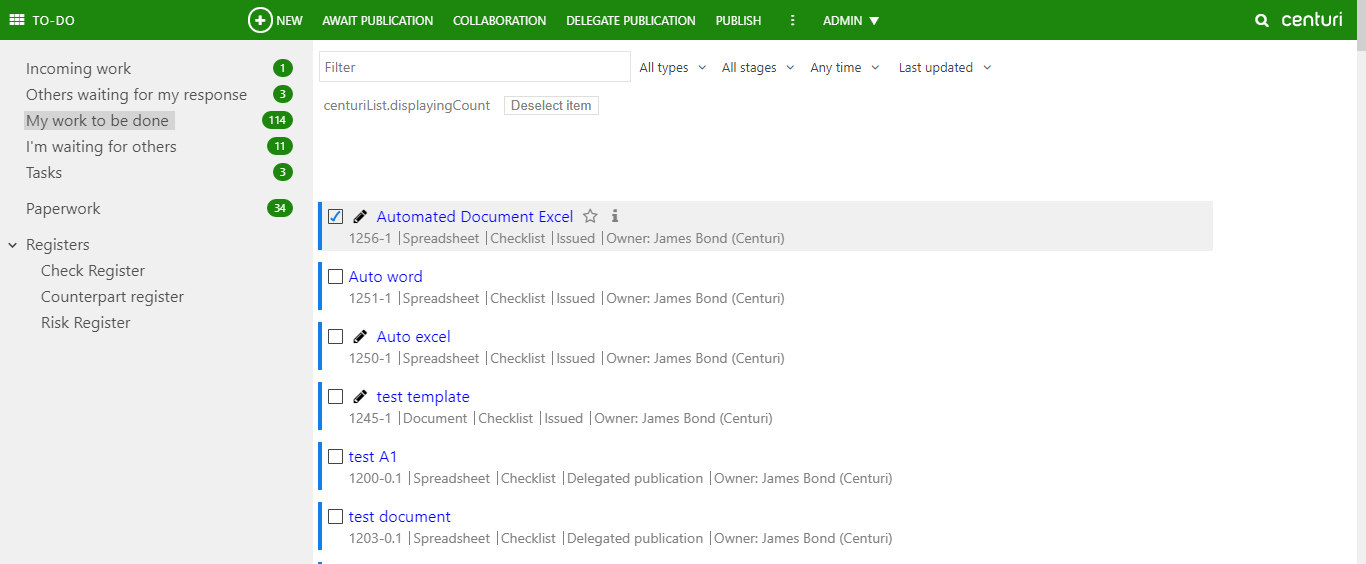 TO-DO NEW AWAIT PUBLICATION COLLABORATION DELEGATE PUBLICATION PUBLISH ADMIN centuri
Incoming work 1
Others waiting for my response 3
My work to be done 114
I'm waiting for others 11
Tasks 3
Paperwork 34
Registers
Check Register
Counterpart register
Risk Register
Filter All types All stages Any time Last updated
centuriList.displayingCount Deselect item
Automated Document Excel
1256-1 |Spreadsheet |Checklist |Issued |Owner: James Bond (Centuri)
Auto word
1251-1 |Spreadsheet |Checklist |Issued |Owner: James Bond (Centuri)
Auto excel
1250-1 |Spreadsheet |Checklist |Issued |Owner: James Bond (Centuri)
test template
1245-1 |Document |Checklist |Issued |Owner: James Bond (Centuri)
test A1
1200-0.1 |Spreadsheet |Checklist |Delegated publication |Owner: James Bond (Centuri)
test document
1203-0.1 |Spreadsheet |Checklist |Delegated publication |Owner: James Bond (Centuri)